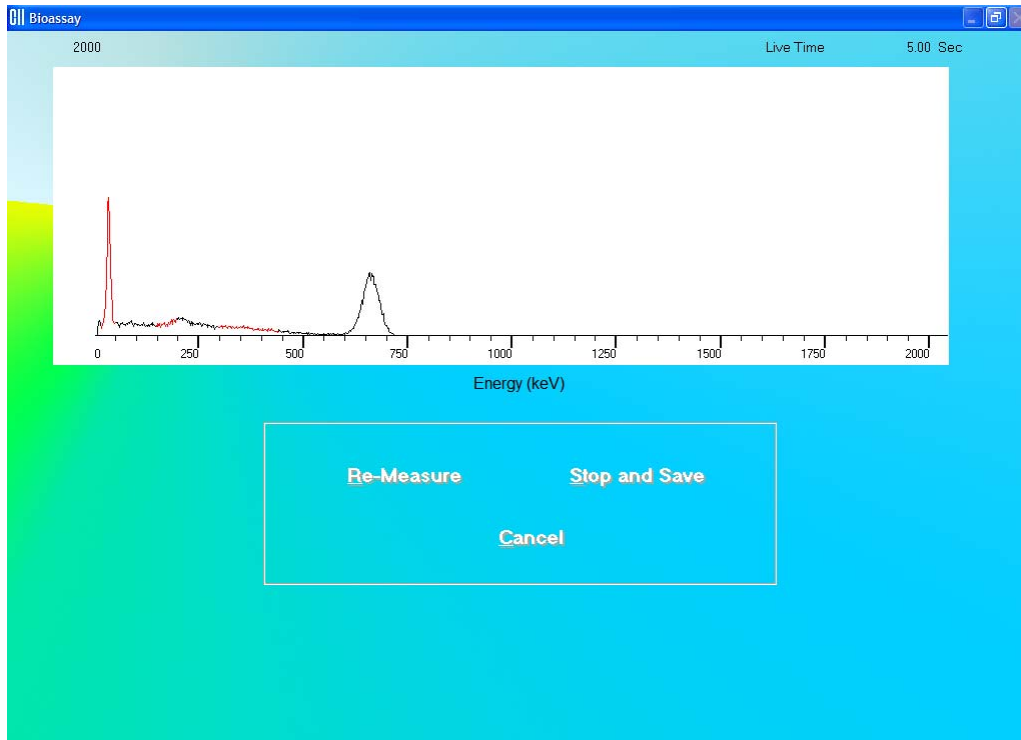 Bioassay
2000 Live Time 5.00 Sec
0 250 500 750 1000 1250 1500 1750 2000
Energy (keV)
Re-Measure Stop and Save
Cancel